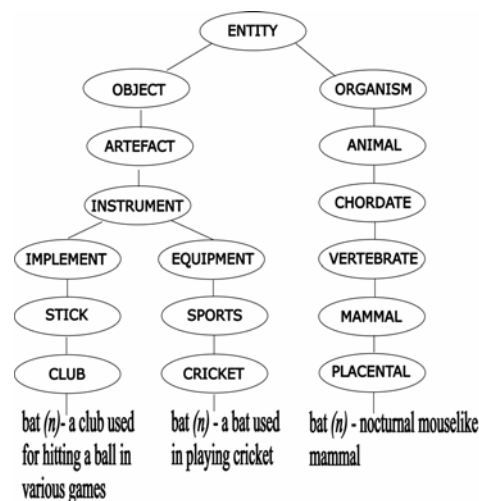 ENTITY
OBJECT
ORGANISM
ARTEFACT
ANIMAL
INSTRUMENT
CHORDATE
IMPLEMENT
EQUIPMENT
VERTEBRATE
STICK
SPORTS
MAMMAL
CLUB
CRICKET
PLACENTAL
bat (n)- a club used
for hitting a ball in
various games
bat (n) - a bat used
in playing cricket
bat (n) - nocturnal mouselike
mammal